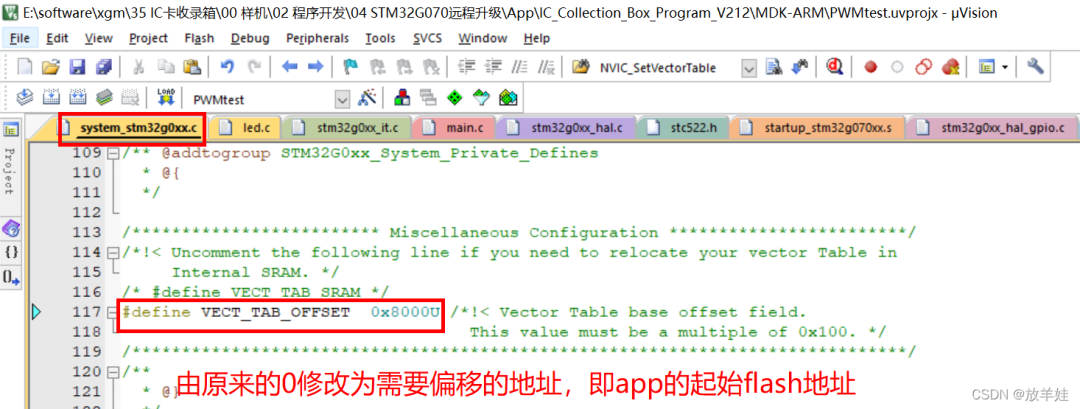 E:\software\xgm\35 IC卡收录箱\00 样机\02 程序开发\04 STM32G070远程升级\App\IC_Collection_Box_Program_V212\MDK-ARM\PWMtest.uvprojx - µVision
File Edit View Project Flash Debug Peripherals Tools SVCS Window Help
NVIC_SetVectorTable
LOAD PWMtest
system_stm32g0xx.c led.c stm32g0xx_it.c main.c stm32g0xx_hal.c stc522.h startup_stm32g070xx.s stm32g0xx_hal_gpio.c
Project
109 /** @addtogroup STM32G0xx_System_Private_Defines
110 * @{
111 */
112
113 /************************** Miscellaneous Configuration ************************/
114 /*!< Uncomment the following line if you need to relocate your vector Table in
115 Internal SRAM. */
116 /* #define VECT_TAB_SRAM */
117 #define VECT_TAB_OFFSET 0x8000U /*!< Vector Table base offset field.
118 This value must be a multiple of 0x100. */
119 /******************************************************************************/
120 /**
121 * @}
由原来的0修改为需要偏移的地址，即app的起始flash地址
122 */
CSDN @放羊娃